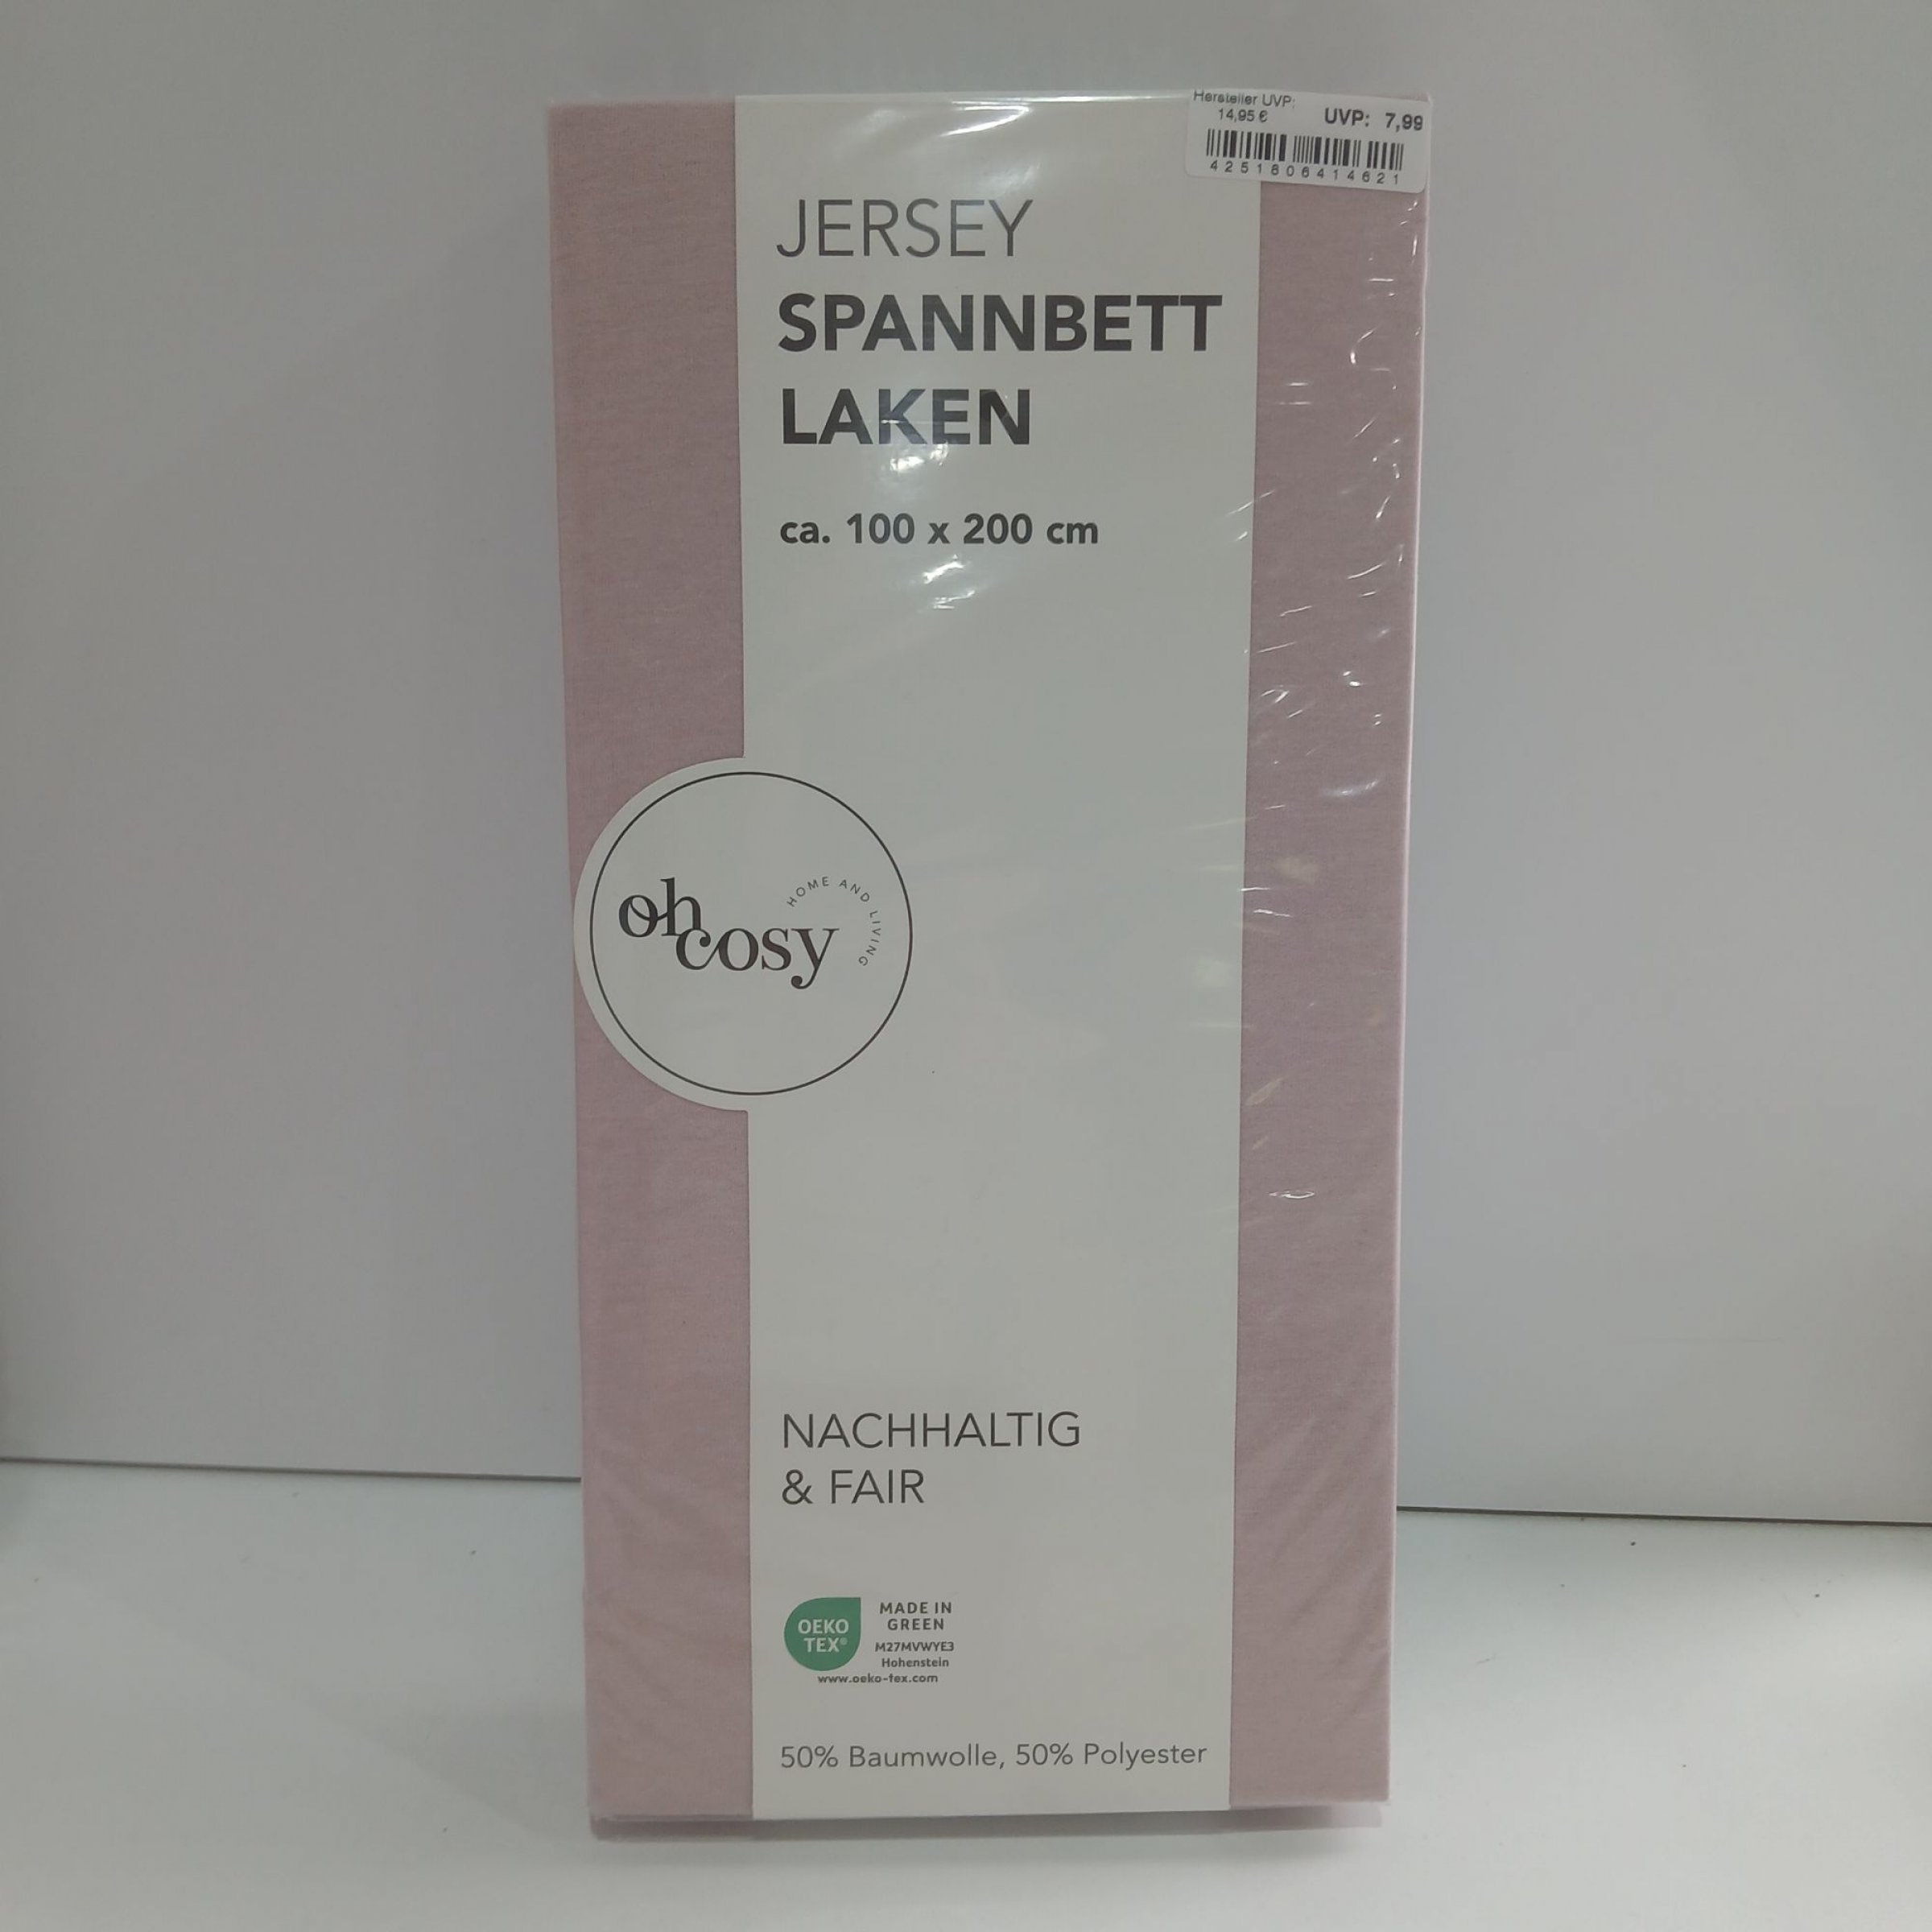 Hersteller UVP:
14,95 €
UVP: 7,99
4251806414621
JERSEY
SPANNBETT
LAKEN
ca. 100 x 200 cm
oh
cosy
HOME AND LIVING
NACHHALTIG
& FAIR
OEKO
TEX®
MADE IN
GREEN
M27MVWYE3
Hohenstein
www.oeko-tex.com
50% Baumwolle, 50% Polyester